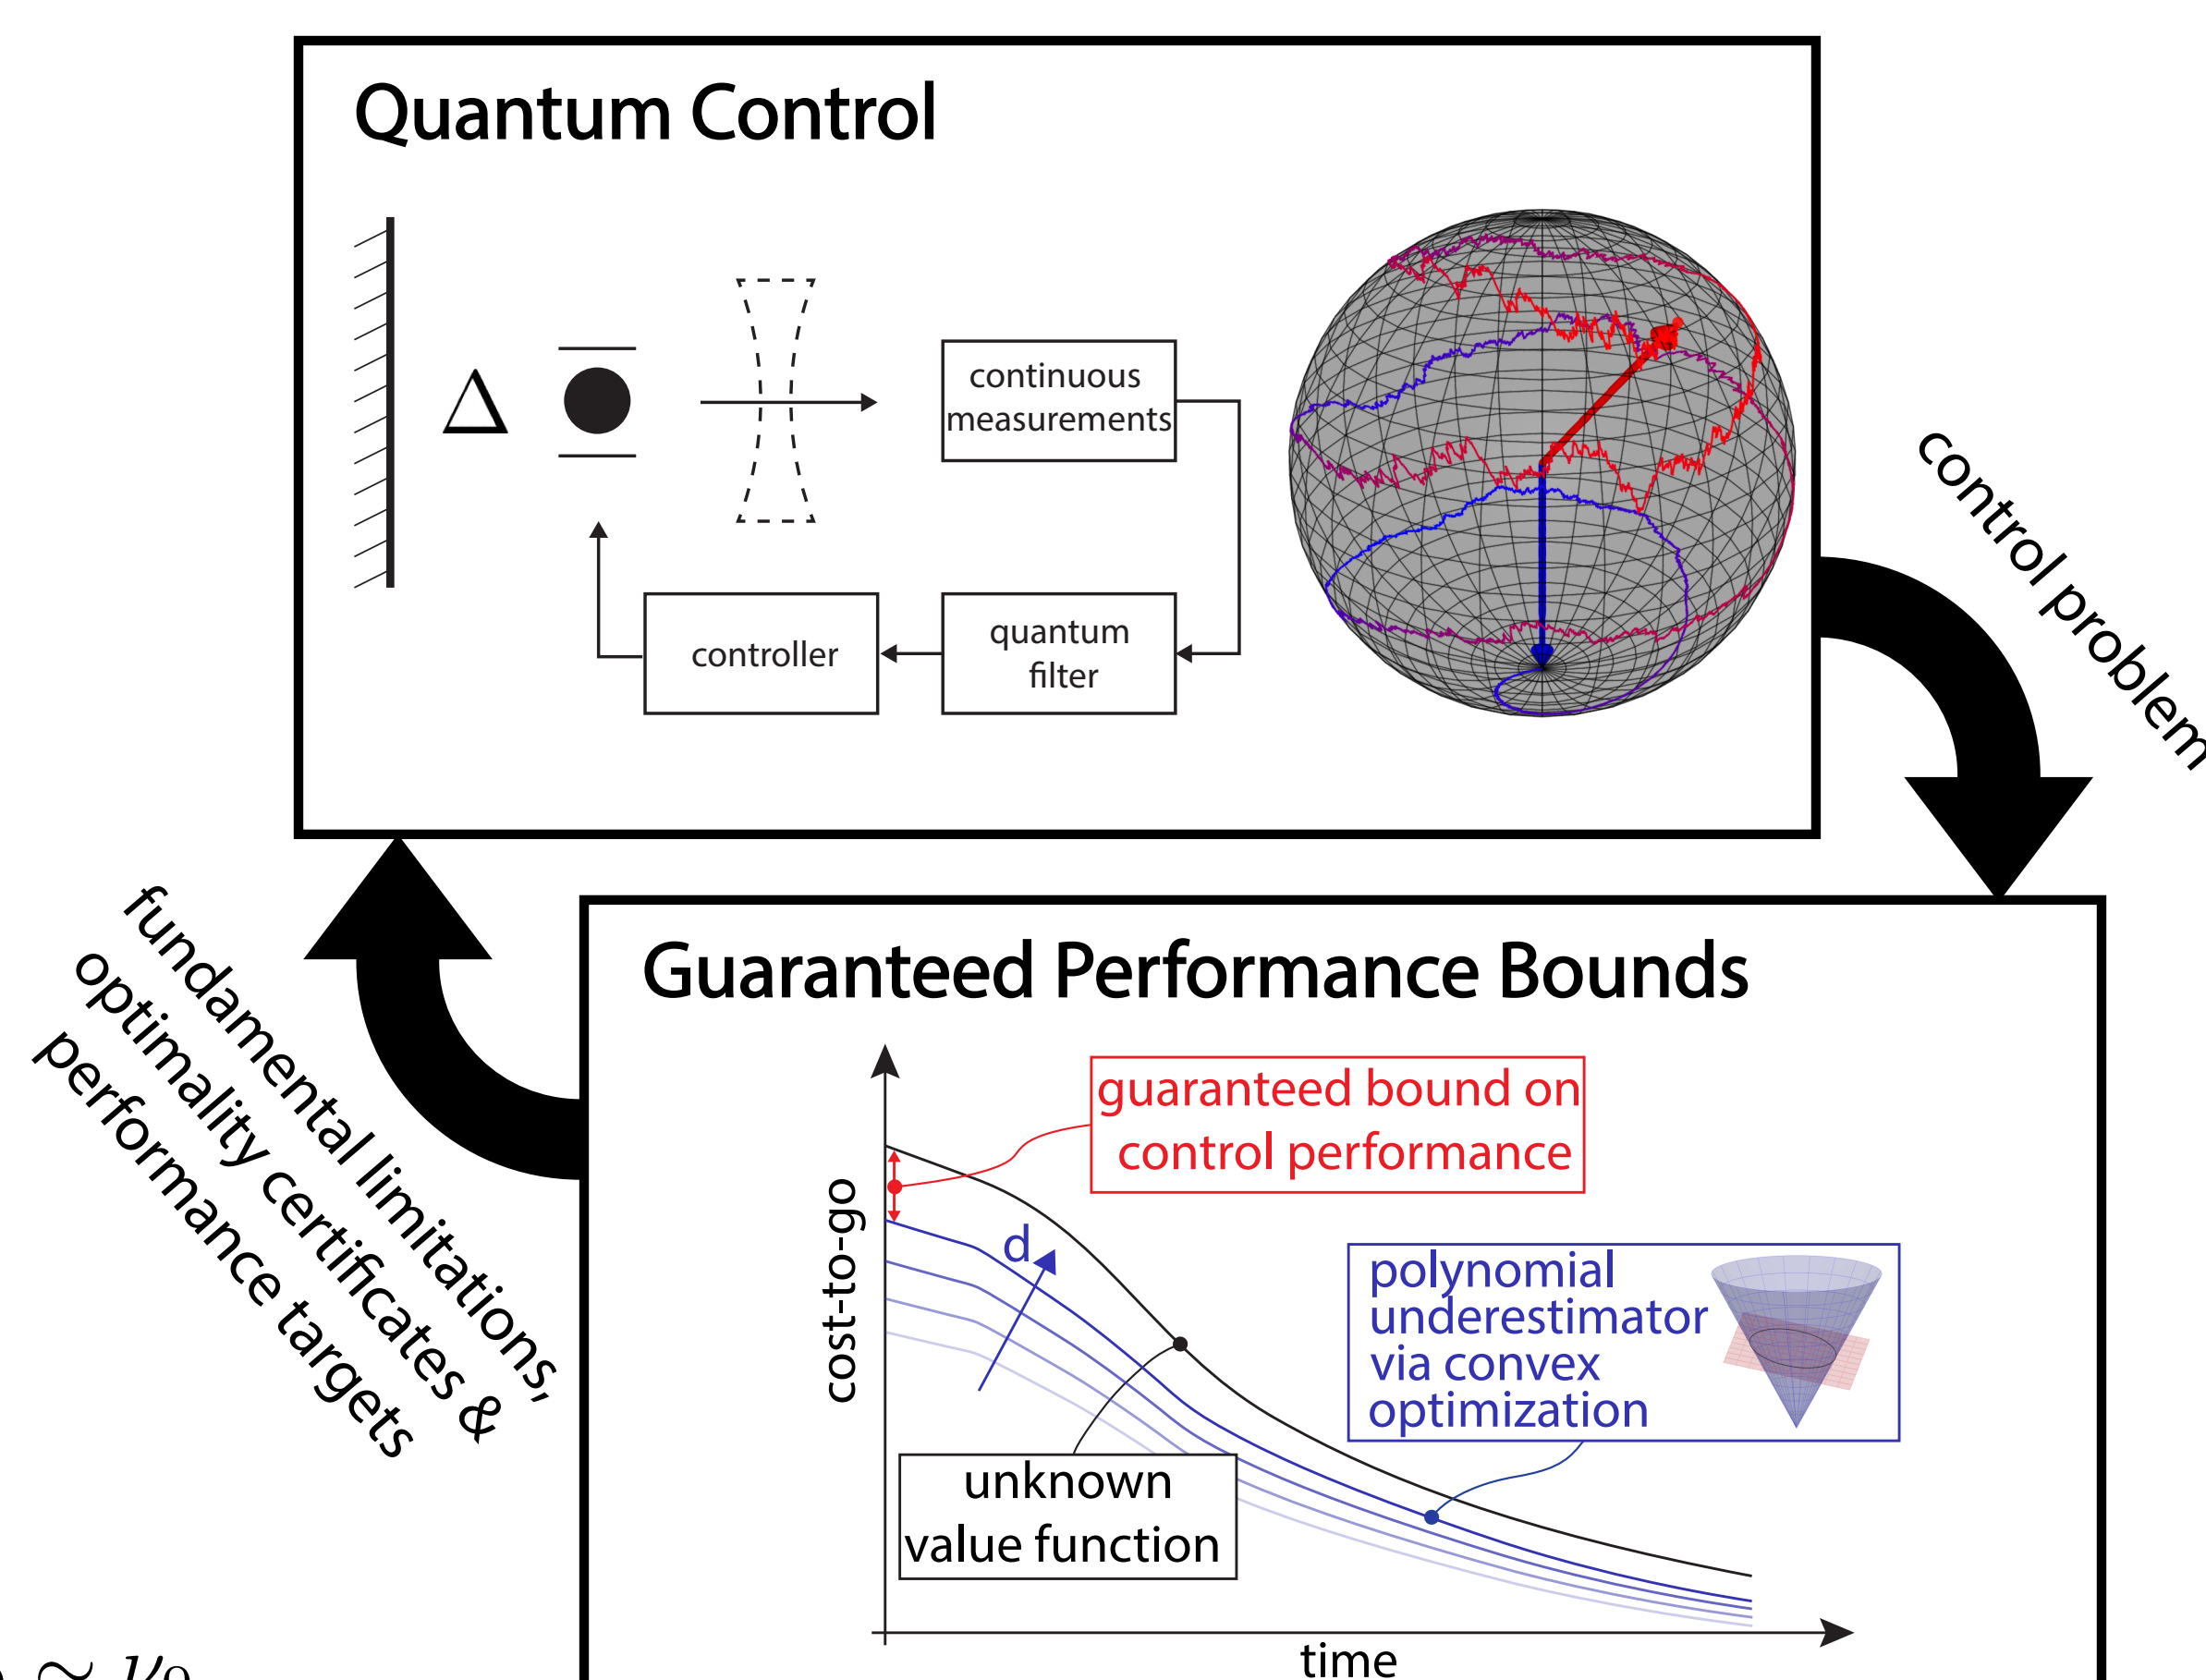 Quantum Control
Δ
continuous
measurements
controller
quantum
filter
control problem
fundamental limitations,
optimality certificates &
performance targets
Guaranteed Performance Bounds
guaranteed bound on
control performance
cost-to-go
d
polynomial
underestimator
via convex
optimization
unknown
value function
time